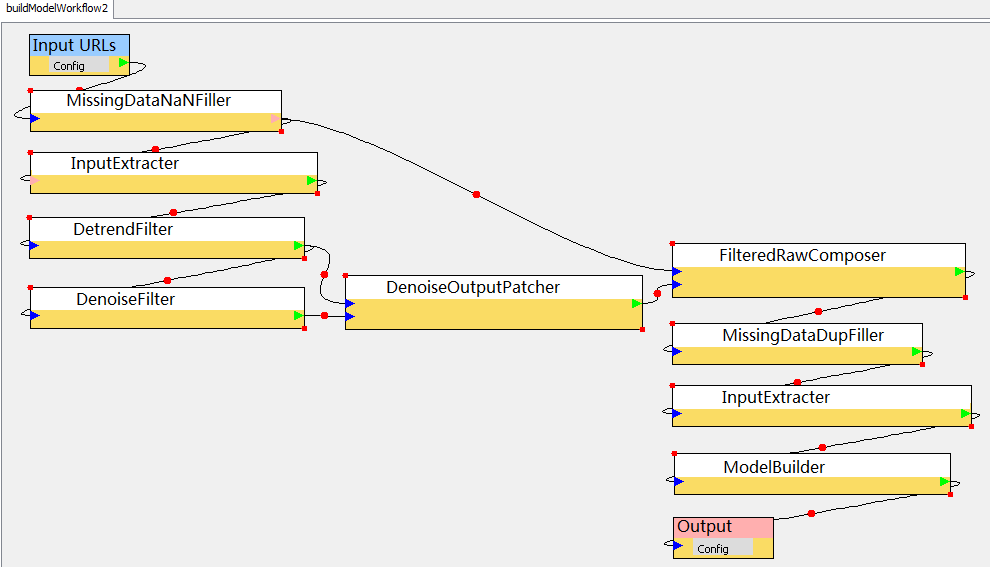 buildModelWorkflow2
Input URLs
Config
MissingDataNaNFiller
InputExtracter
DetrendFilter
DenoiseFilter
DenoiseOutputPatcher
FilteredRawComposer
MissingDataDupFiller
InputExtracter
ModelBuilder
Output
Config